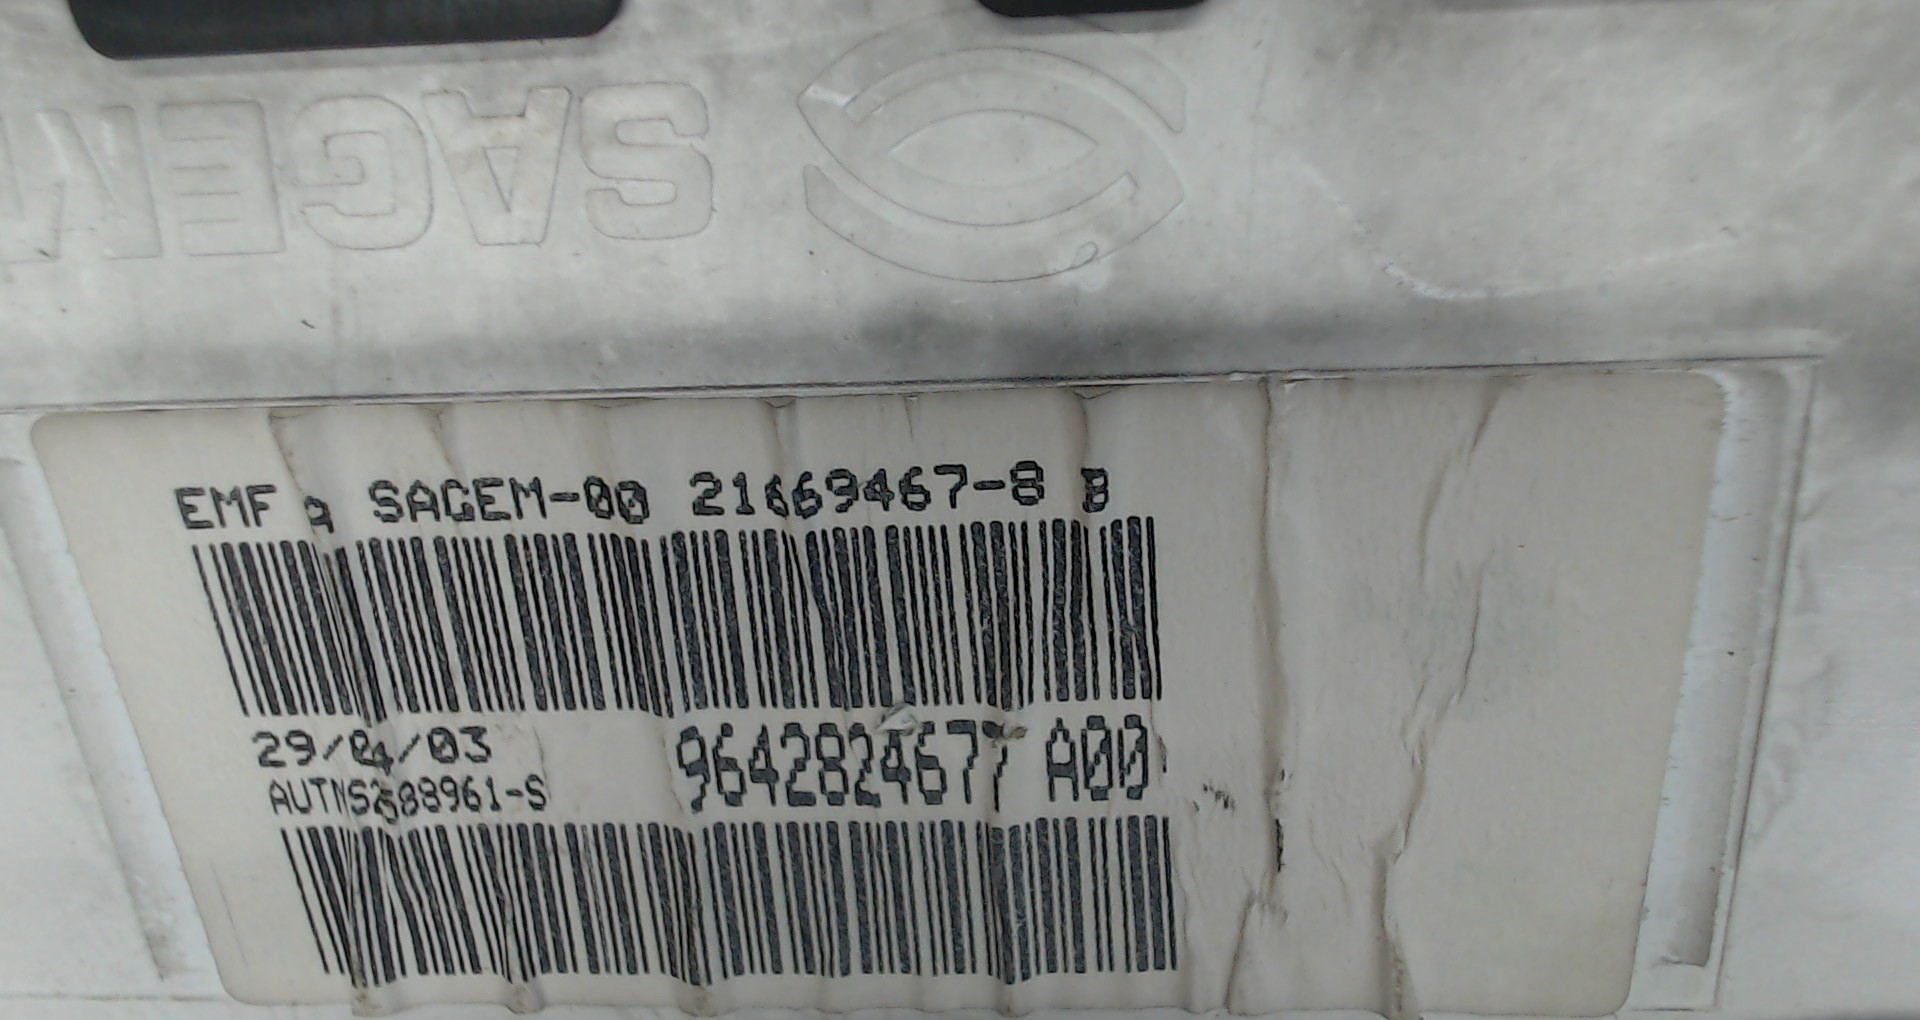 SAGEM
EMF a SAGEM-00 21669467-8 B
29/04/03
9642824677 A00
AUTNS2588961-S